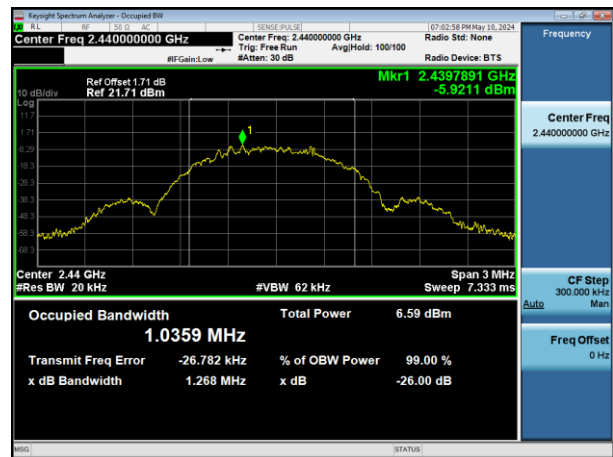 Keysight Spectrum Analyzer - Occupied BW
RL RF 50 Ω AC SENSE:PULSE 07:02:58 PM May 10, 2024
Center Freq 2.440000000 GHz
Center Freq: 2.440000000 GHz
Radio Std: None
Trig: Free Run Avg|Hold: 100/100
#IFGain:Low #Atten: 30 dB Radio Device: BTS
Ref Offset 1.71 dB
10 dB/div Ref 21.71 dBm
Mkr1 2.4397891 GHz
-5.9211 dBm
Log
11.7
1.71
-8.29
-18.3
-28.3
-38.3
-48.3
-58.3
-68.3
1
Center 2.44 GHz Span 3 MHz
#Res BW 20 kHz #VBW 62 kHz Sweep 7.333 ms
Occupied Bandwidth Total Power 6.59 dBm
1.0359 MHz
Transmit Freq Error -26.782 kHz % of OBW Power 99.00 %
x dB Bandwidth 1.268 MHz x dB -26.00 dB
Frequency
Center Freq
2.440000000 GHz
CF Step
300.000 kHz
Auto Man
Freq Offset
0 Hz
MSG STATUS